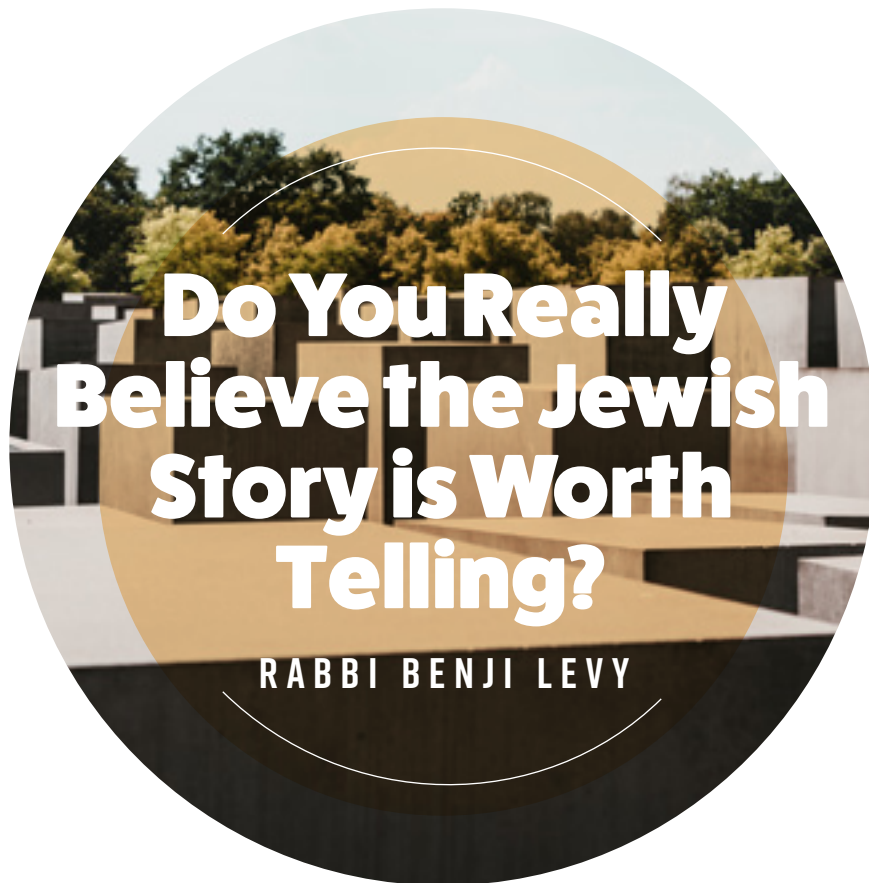 Do You Really
Believe the Jewish
Story is Worth
Telling?
RABBI BENJI LEVY